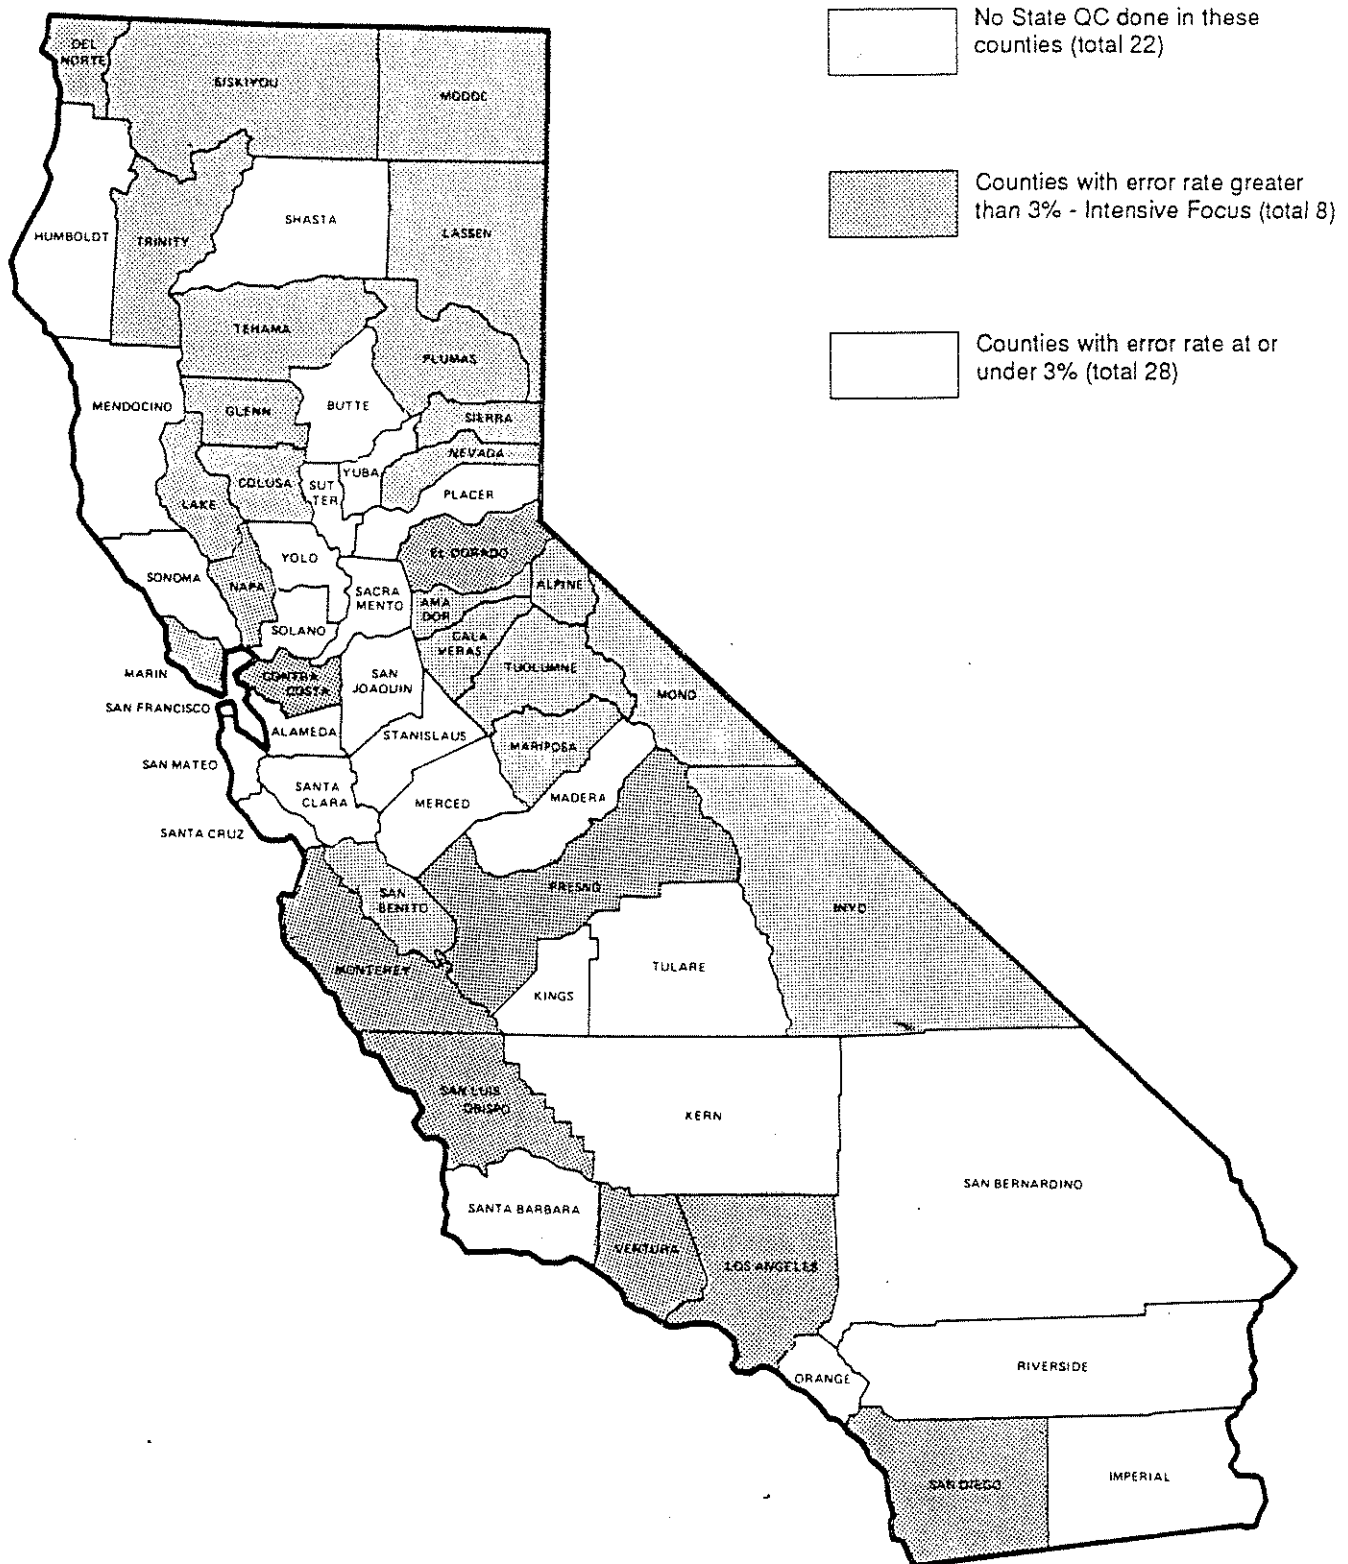 No State QC done in these
counties (total 22)
Counties with error rate greater
than 3% - Intensive Focus (total 8)
Counties with error rate at or
under 3% (total 28)
DEL
NORTE
SISKIYOU
MODOC
HUMBOLDT
TRINITY
SHASTA
LASSEN
TEHAMA
PLUMAS
MENDOCINO
GLENN
BUTTE
SIERRA
NEVADA
LAKE
COLUSA
SUT
TER
YUBA
PLACER
SONOMA
NAPA
YOLO
SACRA
MENTO
EL DORADO
ALPINE
AMA
DOR
SOLANO
CALA
VERAS
MARIN
CONTRA
COSTA
SAN
JOAQUIN
TUOLUMNE
MONO
SAN FRANCISCO
ALAMEDA
STANISLAUS
MARIPOSA
SAN MATEO
SANTA
CLARA
MERCED
MADERA
SANTA CRUZ
SAN
BENITO
FRESNO
INYO
MONTEREY
KINGS
TULARE
SAN LUIS
OBISPO
KERN
SAN BERNARDINO
SANTA BARBARA
VENTURA
LOS ANGELES
ORANGE
RIVERSIDE
SAN DIEGO
IMPERIAL